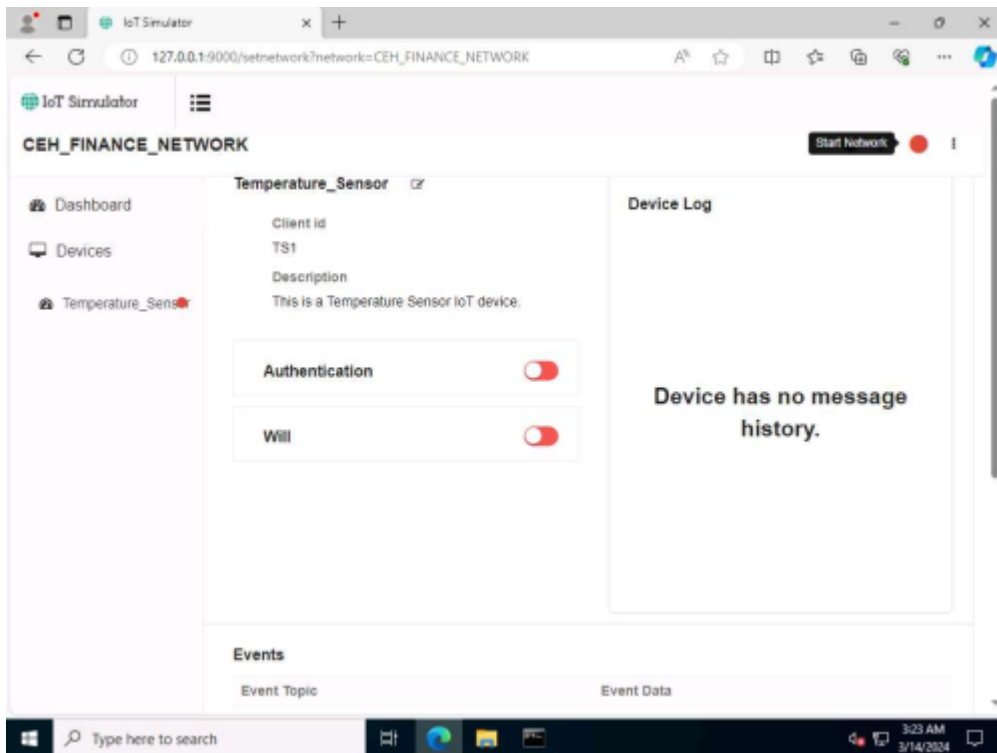 IoT Simulator
127.0.0.1:9000/setnetwork?network=CEH_FINANCE_NETWORK
IoT Simulator
CEH_FINANCE_NETWORK
Start Network
Temperature_Sensor
Device Log
Dashboard
Client id
TS1
Devices
Description
This is a Temperature Sensor IoT device.
Temperature_Sensor
Authentication
Device has no message
history.
Will
Events
Event Topic Event Data
Type here to search
3:23 AM
3/14/2024